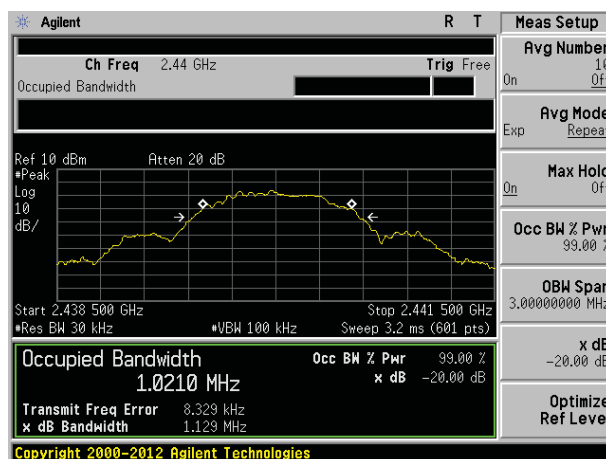 Agilent R T
Meas Setup
Ch Freq 2.44 GHz Trig Free
Occupied Bandwidth
Avg Number
10
On Off
Avg Mode
Exp Repeat
Max Hold
On Off
Occ BW % Pwr
99.00 %
OBW Span
3.00000000 MHz
x dB
-20.00 dB
Optimize
Ref Level
Ref 10 dBm Atten 20 dB
#Peak
Log
10
dB/
Start 2.438 500 GHz Stop 2.441 500 GHz
#Res BW 30 kHz #VBW 100 kHz Sweep 3.2 ms (601 pts)
Occupied Bandwidth Occ BW % Pwr 99.00 %
1.0210 MHz x dB -20.00 dB
Transmit Freq Error 8.329 kHz
x dB Bandwidth 1.129 MHz
Copyright 2000-2012 Agilent Technologies